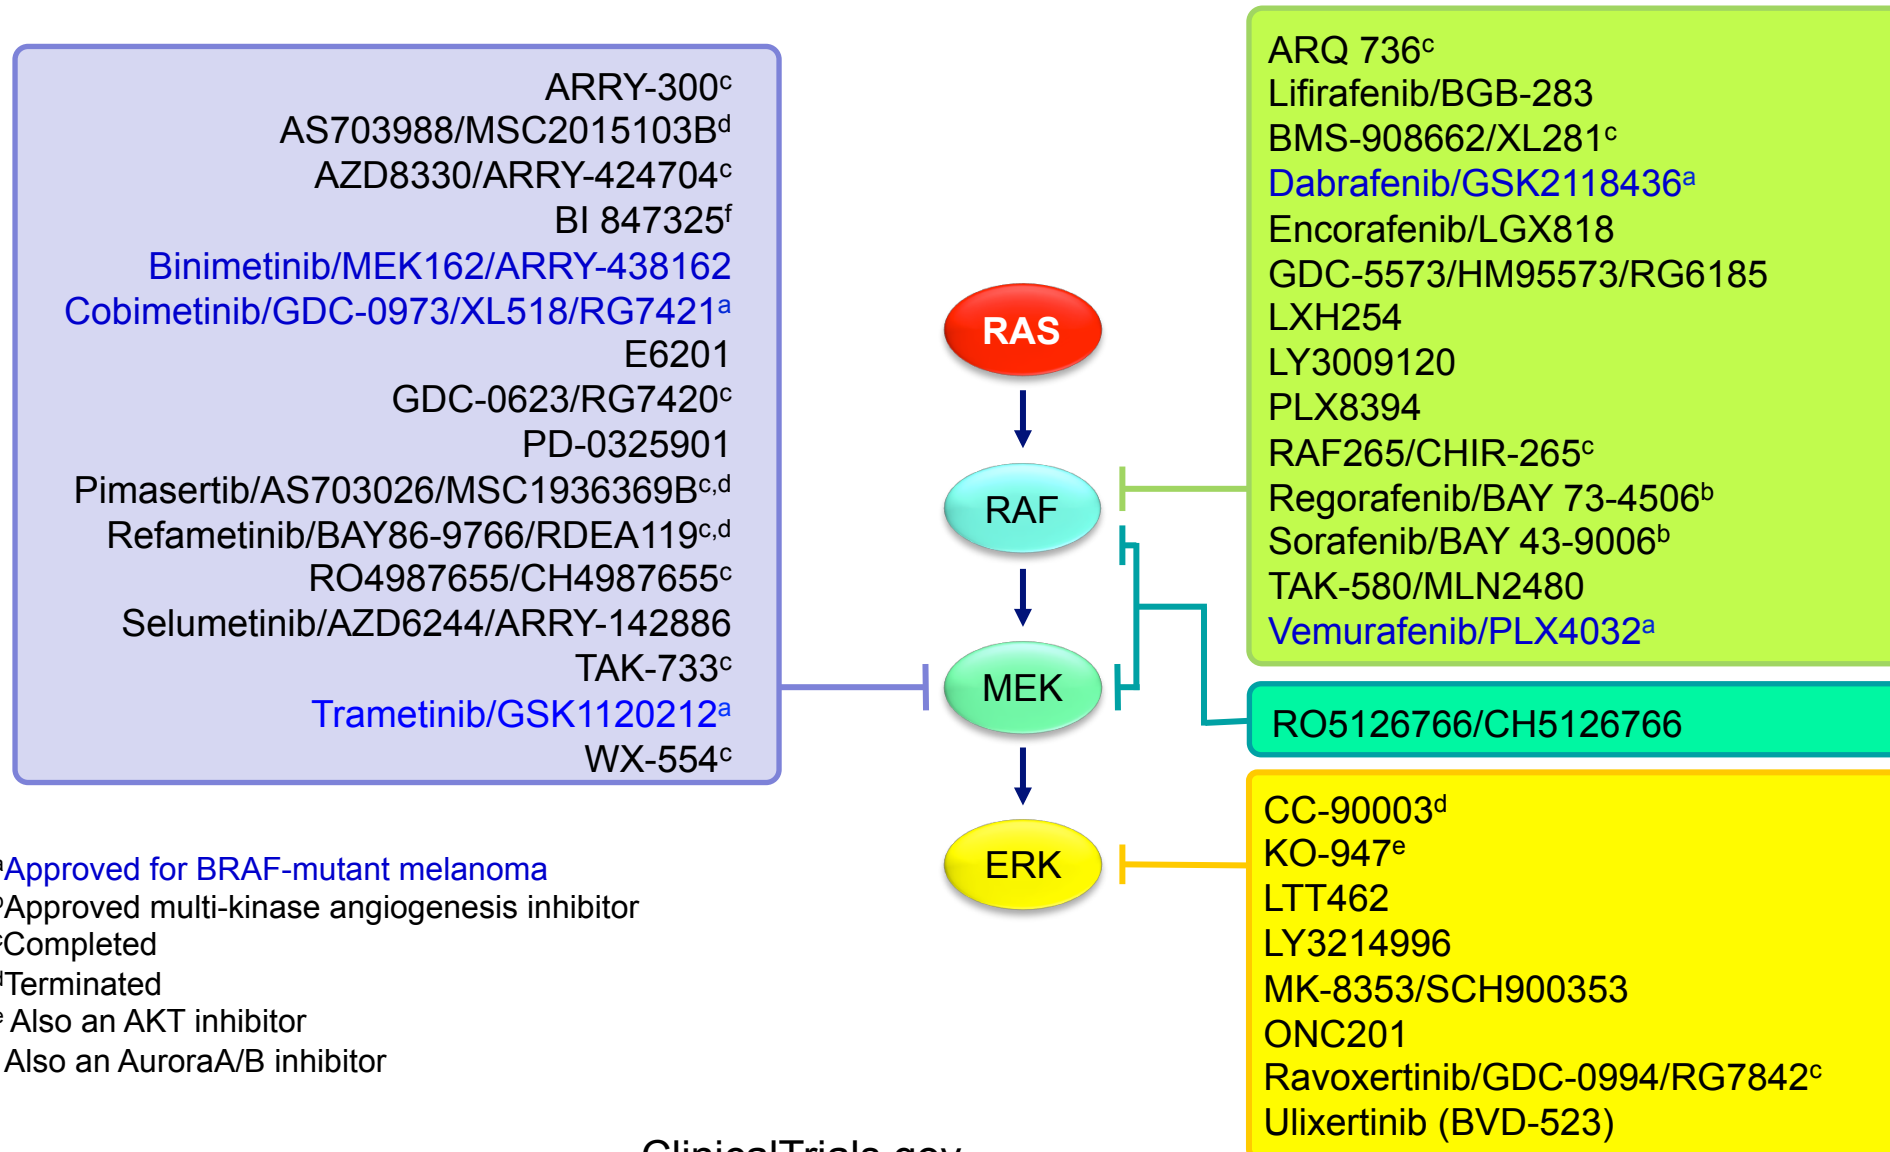 ARRY-300ᶜ
AS703988/MSC2015103Bᵈ
AZD8330/ARRY-424704ᶜ
BI 847325ᶠ
Binimetinib/MEK162/ARRY-438162
Cobimetinib/GDC-0973/XL518/RG7421ᵃ
E6201
GDC-0623/RG7420ᶜ
PD-0325901
Pimasertib/AS703026/MSC1936369Bᶜ,ᵈ
Refametinib/BAY86-9766/RDEA119ᶜ,ᵈ
RO4987655/CH4987655ᶜ
Selumetinib/AZD6244/ARRY-142886
TAK-733ᶜ
Trametinib/GSK1120212ᵃ
WX-554ᶜ
RAS
RAF
MEK
ERK
ARQ 736ᶜ
Lifirafenib/BGB-283
BMS-908662/XL281ᶜ
Dabrafenib/GSK2118436ᵃ
Encorafenib/LGX818
GDC-5573/HM95573/RG6185
LXH254
LY3009120
PLX8394
RAF265/CHIR-265ᶜ
Regorafenib/BAY 73-4506ᵇ
Sorafenib/BAY 43-9006ᵇ
TAK-580/MLN2480
Vemurafenib/PLX4032ᵃ
RO5126766/CH5126766
CC-90003ᵈ
KO-947ᵉ
LTT462
LY3214996
MK-8353/SCH900353
ONC201
Ravoxertinib/GDC-0994/RG7842ᶜ
Ulixertinib (BVD-523)
ᵃApproved for BRAF-mutant melanoma
ᵇApproved multi-kinase angiogenesis inhibitor
ᶜCompleted
ᵈTerminated
ᵉ Also an AKT inhibitor
Also an AuroraA/B inhibitor
ClinicalTrials.gov